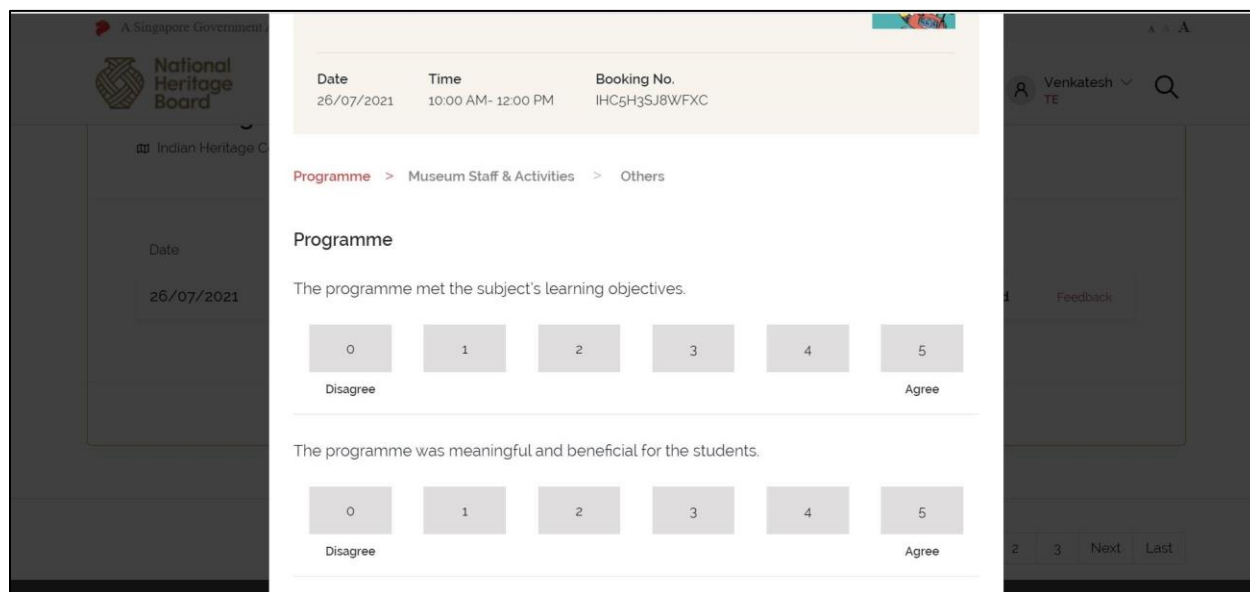 A Singapore Government
National
Heritage
Board
A A A
Venkatesh
TE
Date Time Booking No.
26/07/2021 10:00 AM- 12:00 PM IHC5H3SJ8WFXC
Indian Heritage C
Programme > Museum Staff & Activities > Others
Programme
Date
The programme met the subject's learning objectives.
26/07/2021 Feedback
0 1 2 3 4 5
Disagree Agree
The programme was meaningful and beneficial for the students.
0 1 2 3 4 5
Disagree Agree
2 3 Next Last